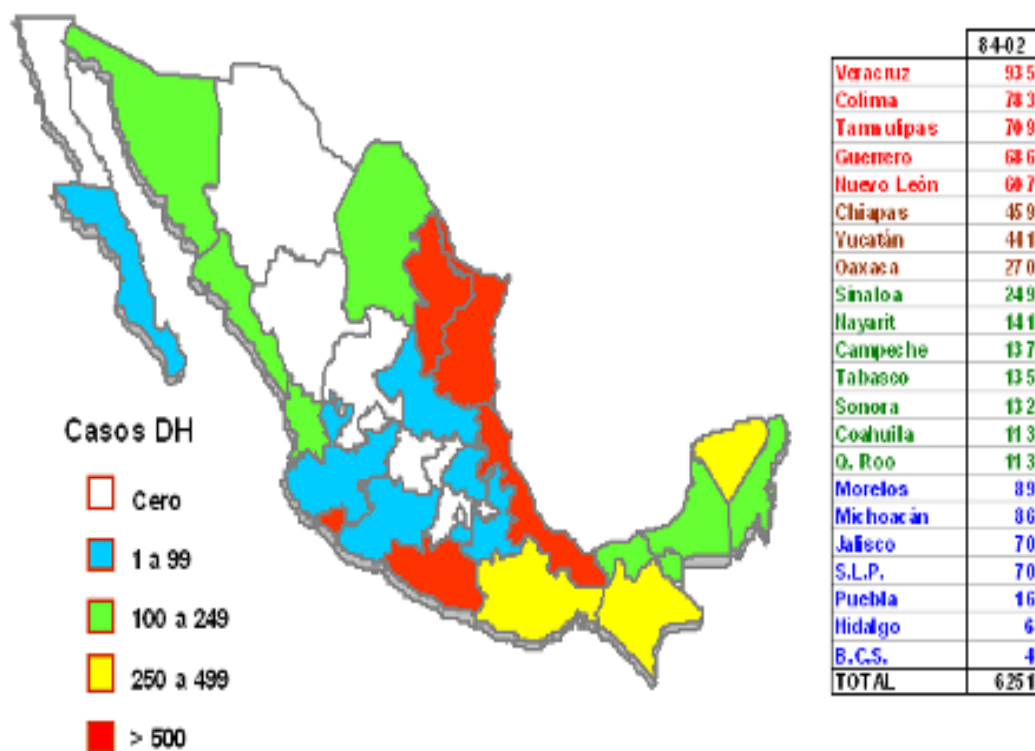 84-02
Veracruz 935
Colima 783
Tamaulipas 709
Guerrero 686
Nuevo León 607
Chiapas 459
Yucatán 441
Oaxaca 270
Sinaloa 249
Nayarit 141
Campeche 137
Tabasco 135
Sonora 132
Coahuila 113
Q. Roo 113
Morelos 89
Michoacán 86
Jalisco 70
S.L.P. 70
Puebla 16
Hidalgo 6
B.C.S. 4
TOTAL 6251
Casos DH
Cero
1 a 99
100 a 249
250 a 499
> 500